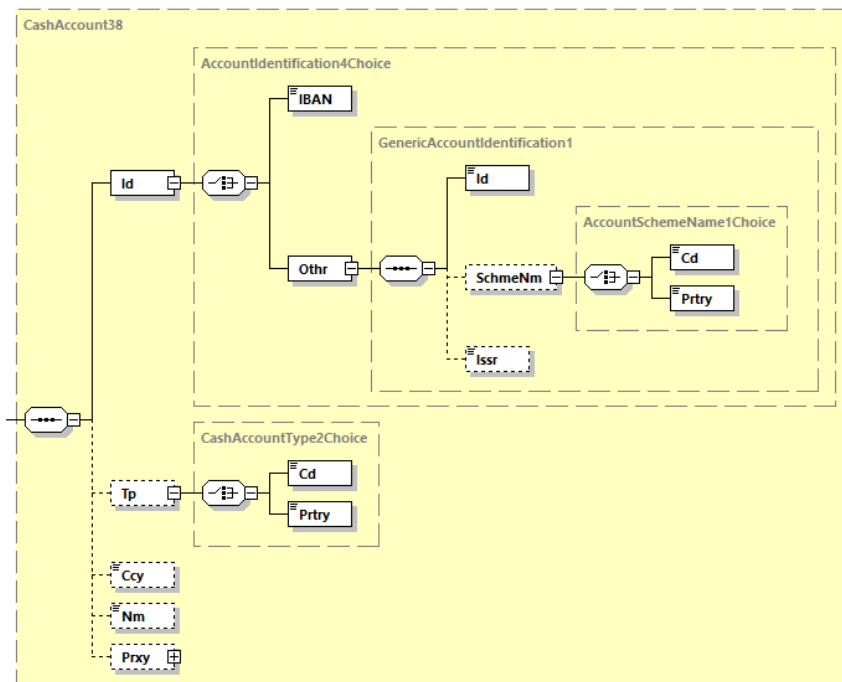 CashAccount38
AccountIdentification4Choice
IBAN
GenericAccountIdentification1
Id
Id
AccountSchemeName1Choice
Cd
Othr
SchmeNm
Prtry
Issr
CashAccountType2Choice
Cd
Tp
Prtry
Ccy
Nm
Prxy